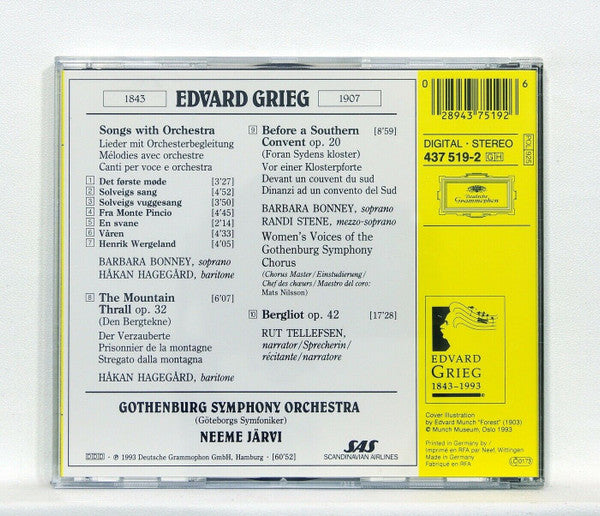 1843 EDVARD GRIEG 1907
Songs with Orchestra
Lieder mit Orchesterbegleitung
Mélodies avec orchestre
Canti per voce e orchestra
1 Det første møde [3'27]
2 Solveigs sang [4'52]
3 Solveigs vuggesang [3'50]
4 Fra Monte Pincio [4'45]
5 En svane [2'14]
6 Våren [4'33]
7 Henrik Wergeland [4'05]
BARBARA BONNEY, soprano
HÅKAN HAGEGÅRD, baritone
8 The Mountain [6'07]
Thrall op. 32
(Den Bergtekne)
Der Verzauberte
Prisonnier de la montagne
Stregato dalla montagna
HÅKAN HAGEGÅRD, baritone
9 Before a Southern [8'59]
Convent op. 20
(Foran Sydens kloster)
Vor einer Klosterpforte
Devant un couvent du sud
Dinanzi ad un convento del Sud
BARBARA BONNEY, soprano
RANDI STENE, mezzo-soprano
Women's Voices of the
Gothenburg Symphony
Chorus
(Chorus Master/Einstudierung/
Chef des chœurs/Maestro del coro:
Mats Nilsson)
10 Bergliot op. 42 [17'28]
RUT TELLEFSEN,
narrator/Sprecherin/
récitante/narratore
GOTHENBURG SYMPHONY ORCHESTRA
(Göteborgs Symfoniker)
NEEME JÄRVI
DDD · ℗ 1993 Deutsche Grammophon GmbH, Hamburg · [60'52]
SAS
SCANDINAVIAN AIRLINES
0 28943 75192 6
DIGITAL · STEREO
437 519-2 GH
POL 925
Deutsche
Grammophon
EDVARD
GRIEG
1843–1993
Cover Illustration
by Edvard Munch "Forest" (1903)
© Munch Museum, Oslo 1993
Printed in Germany by /
Imprimé en RFA par Neef, Wittingen
Made in Germany
Fabriqué en RFA
LC 0173